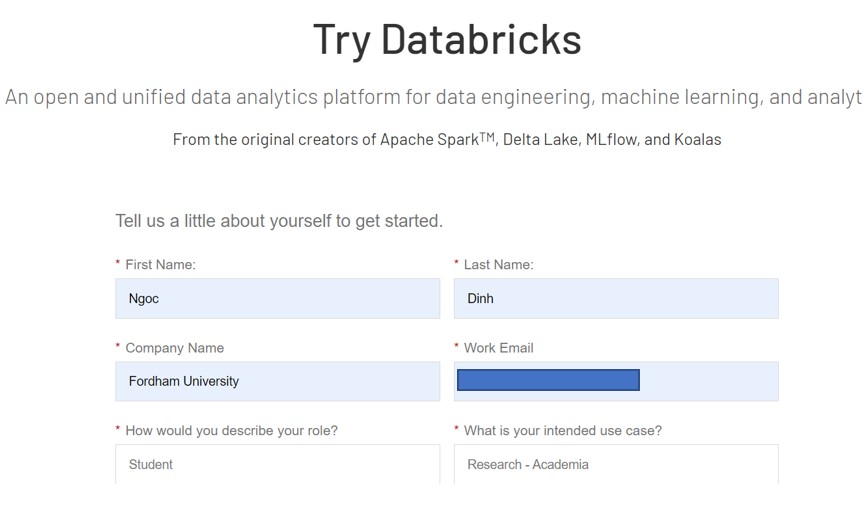 Try Databricks
An open and unified data analytics platform for data engineering, machine learning, and analyt
From the original creators of Apache Spark™, Delta Lake, MLflow, and Koalas
Tell us a little about yourself to get started.
* First Name: * Last Name:
Ngoc Dinh
* Company Name * Work Email
Fordham University
* How would you describe your role? * What is your intended use case?
Student Research - Academia